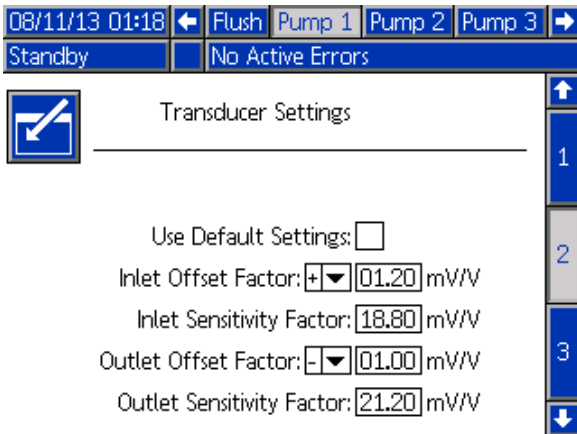 08/11/13 01:18 Flush Pump 1 Pump 2 Pump 3
Standby No Active Errors
Transducer Settings
1
Use Default Settings:
2
Inlet Offset Factor: + 01.20 mV/V
Inlet Sensitivity Factor: 18.80 mV/V
Outlet Offset Factor: - 01.00 mV/V
3
Outlet Sensitivity Factor: 21.20 mV/V